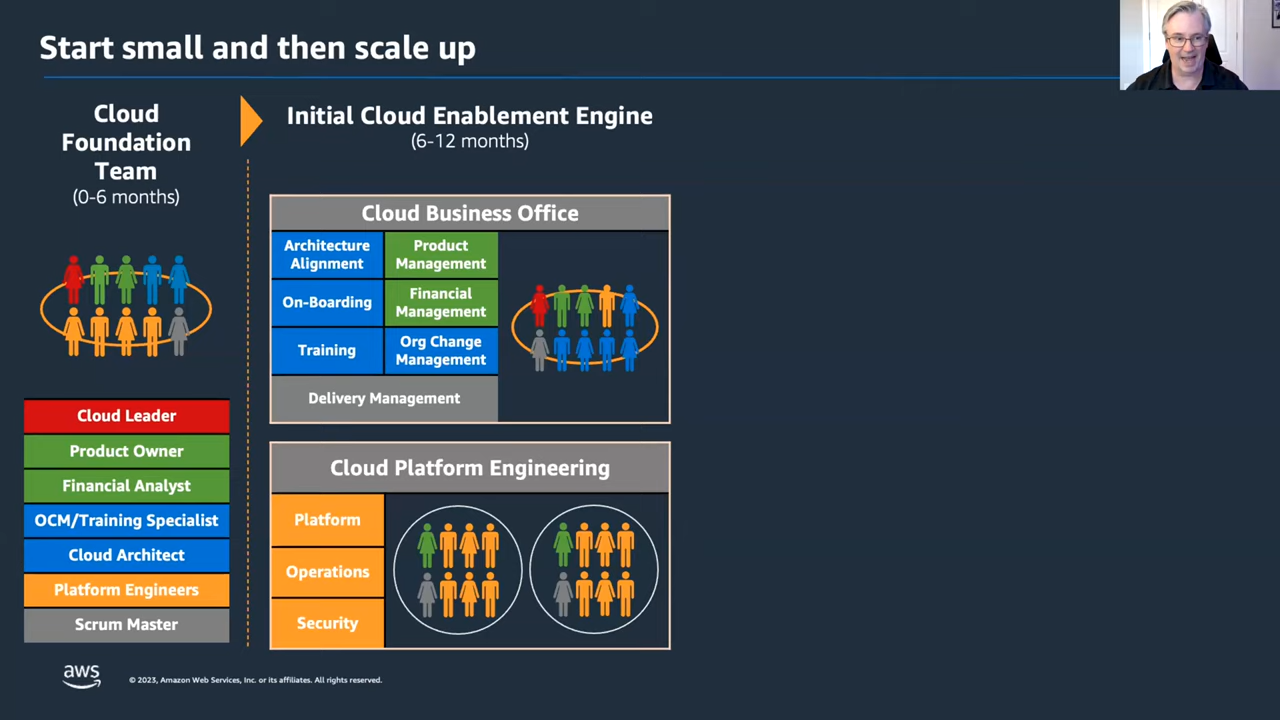 Start small and then scale up
Cloud
Foundation
Team
(0-6 months)
Initial Cloud Enablement Engine
(6-12 months)
Cloud Business Office
Architecture
Alignment
Product
Management
On-Boarding
Financial
Management
Training
Org Change
Management
Delivery Management
Cloud Leader
Product Owner
Financial Analyst
OCM/Training Specialist
Cloud Architect
Platform Engineers
Scrum Master
Cloud Platform Engineering
Platform
Operations
Security
aws
© 2023, Amazon Web Services, Inc. or its affiliates. All rights reserved.